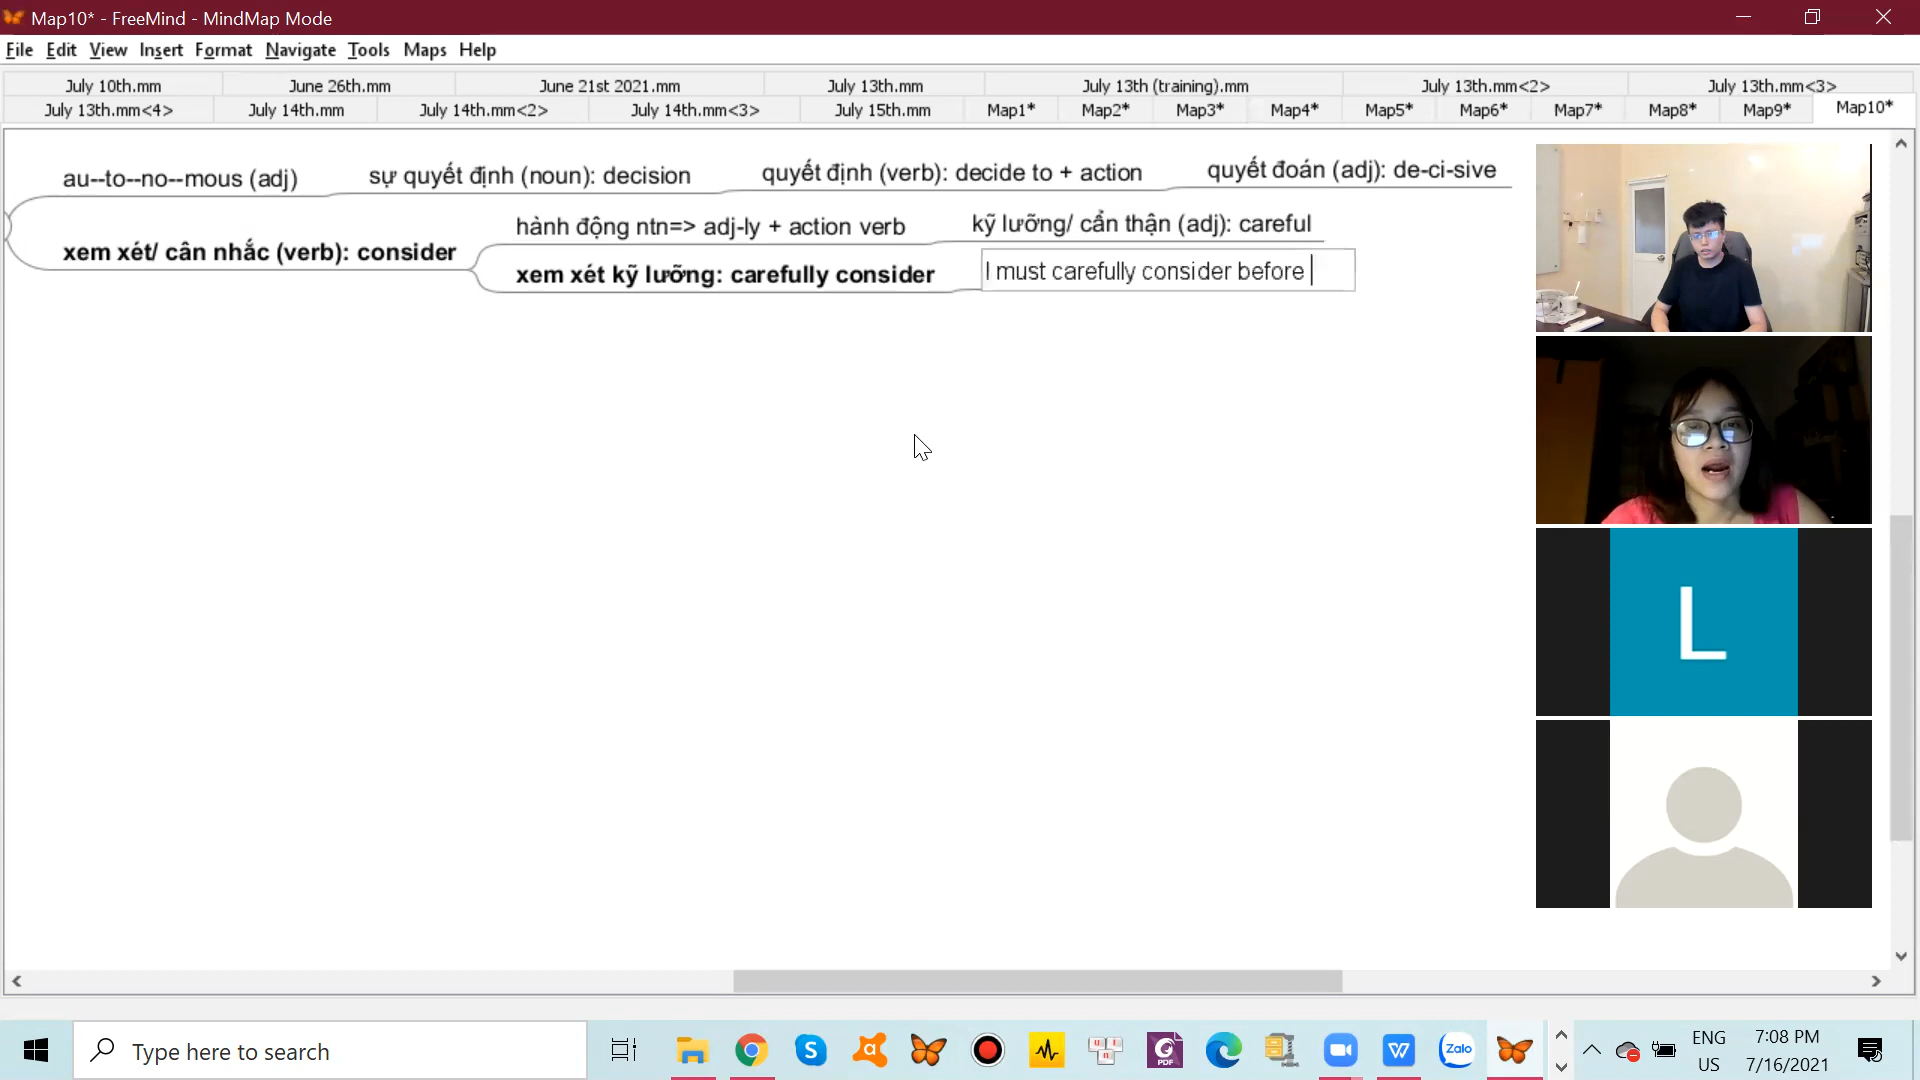 Map10* - FreeMind - MindMap Mode
File Edit View Insert Format Navigate Tools Maps Help
July 10th.mm June 26th.mm June 21st 2021.mm July 13th.mm July 13th (training).mm July 13th.mm<2> July 13th.mm<3>
July 13th.mm<4> July 14th.mm July 14th.mm<2> July 14th.mm<3> July 15th.mm Map1* Map2* Map3* Map4* Map5* Map6* Map7* Map8* Map9* Map10*
au--to--no--mous (adj) sự quyết định (noun): decision quyết định (verb): decide to + action quyết đoán (adj): de-ci-sive
hành động ntn=> adj-ly + action verb kỹ lưỡng/ cẩn thận (adj): careful
xem xét/ cân nhắc (verb): consider
xem xét kỹ lưỡng: carefully consider I must carefully consider before
L
Type here to search
Zalo
PDF
ENG
US
7:08 PM
7/16/2021